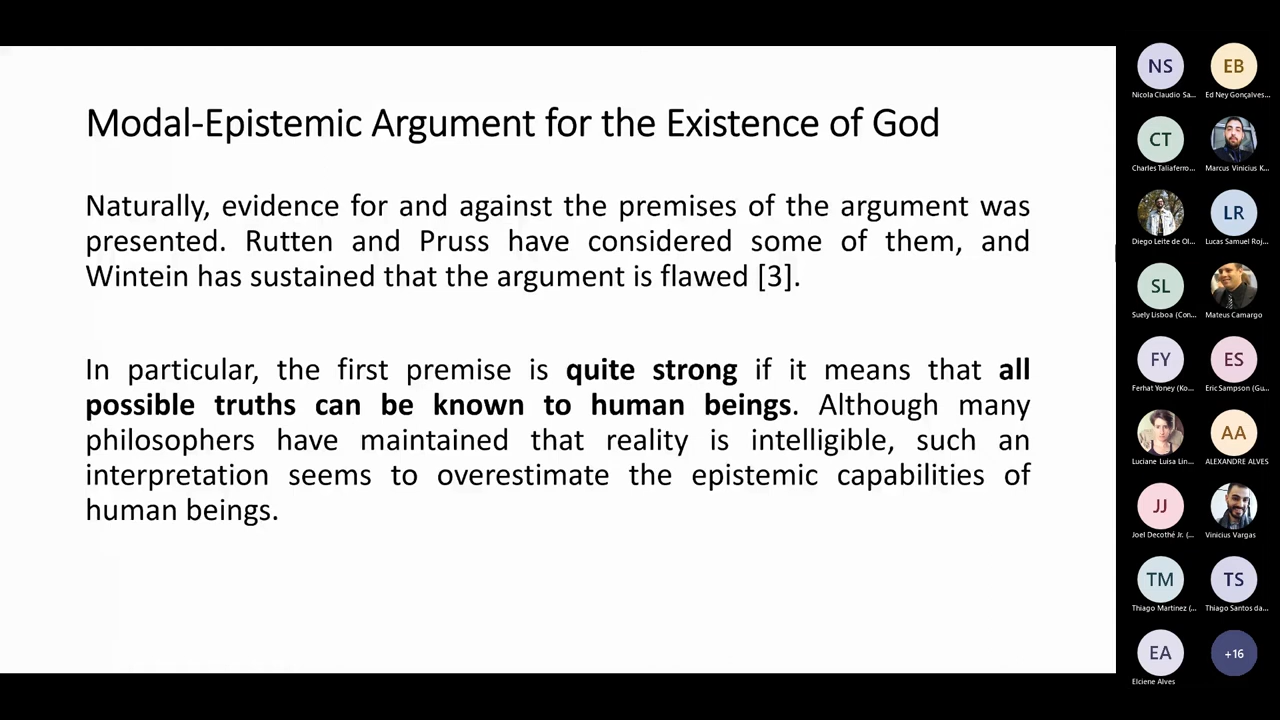 Modal-Epistemic Argument for the Existence of God
Naturally, evidence for and against the premises of the argument was
presented. Rutten and Pruss have considered some of them, and
Wintein has sustained that the argument is flawed [3].
In particular, the first premise is quite strong if it means that all
possible truths can be known to human beings. Although many
philosophers have maintained that reality is intelligible, such an
interpretation seems to overestimate the epistemic capabilities of
human beings.
NS
EB
Nicola Claudio Sa...
Ed Ney Gonçalves...
CT
Charles Taliaferro...
Marcus Vinicius K...
LR
Diego Leite de Ol...
Lucas Samuel Roj...
SL
Suely Lisboa (Con...
Mateus Camargo
FY
ES
Ferhat Yoney (Ko...
Eric Sampson (Gu...
AA
Luciane Luisa Lin...
ALEXANDRE ALVES
JJ
Joel Decothé Jr. (...
Vinicius Vargas
TM
TS
Thiago Martinez (...
Thiago Santos da...
EA
+16
Elciene Alves